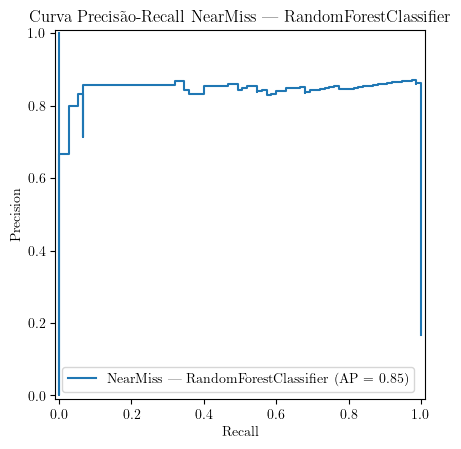 Curva Precisão-Recall NearMiss — RandomForestClassifier
1.0
0.8
0.6
0.4
0.2
0.0
Precision
NearMiss — RandomForestClassifier (AP = 0.85)
0.0 0.2 0.4 0.6 0.8 1.0
Recall